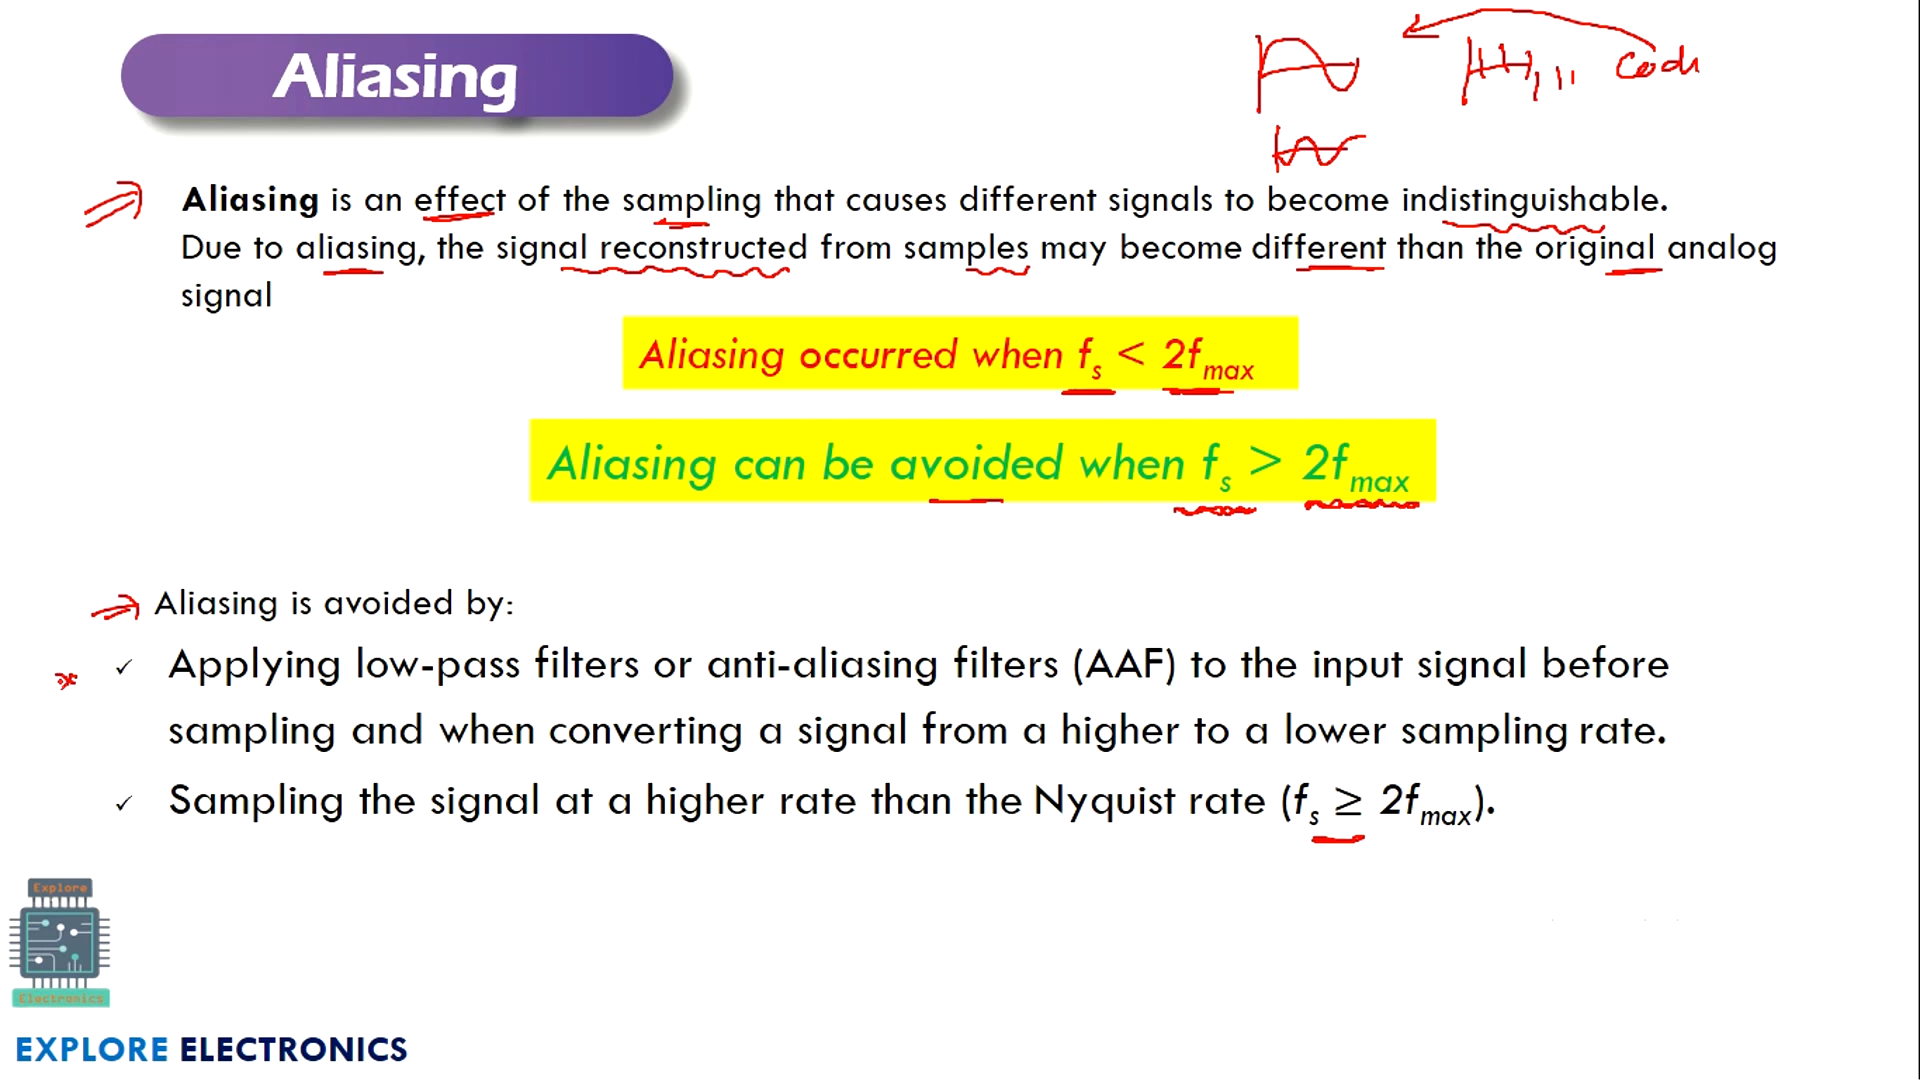 Aliasing
Aliasing is an effect of the sampling that causes different signals to become indistinguishable.
Due to aliasing, the signal reconstructed from samples may become different than the original analog
signal
Aliasing occurred when fs < 2fmax
Aliasing can be avoided when fs > 2fmax
Aliasing is avoided by:
✓ Applying low-pass filters or anti-aliasing filters (AAF) to the input signal before
sampling and when converting a signal from a higher to a lower sampling rate.
✓ Sampling the signal at a higher rate than the Nyquist rate (fs ≥ 2fmax).
Explore
Electronics
EXPLORE ELECTRONICS